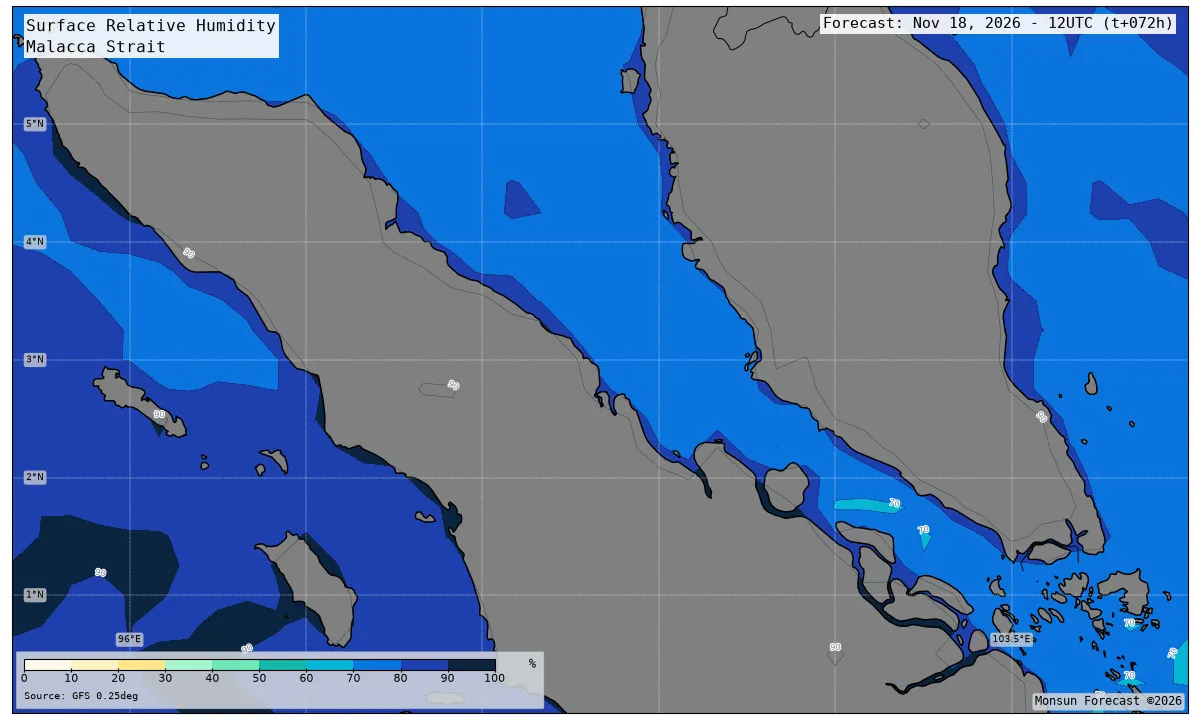 Surface Relative Humidity
Malacca Strait
Forecast: Nov 18, 2026 - 12UTC (t+072h)
5°N
4°N
90
3°N
90
90
90
2°N
70
70
90
1°N
70
96°E
103.5°E
90
90
70
70
%
0 10 20 30 40 50 60 70 80 90 100
Source: GFS 0.25deg
Monsun Forecast ©2026